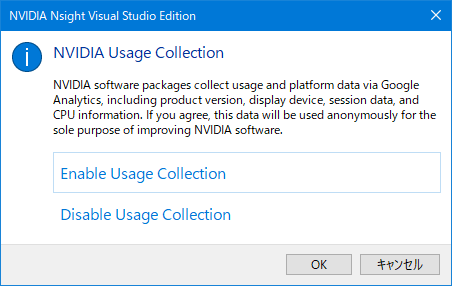 NVIDIA Nsight Visual Studio Edition
NVIDIA Usage Collection
NVIDIA software packages collect usage and platform data via Google
Analytics, including product version, display device, session data, and
CPU information. If you agree, this data will be used anonymously for the
sole purpose of improving NVIDIA software.
Enable Usage Collection
Disable Usage Collection
OK
キャンセル